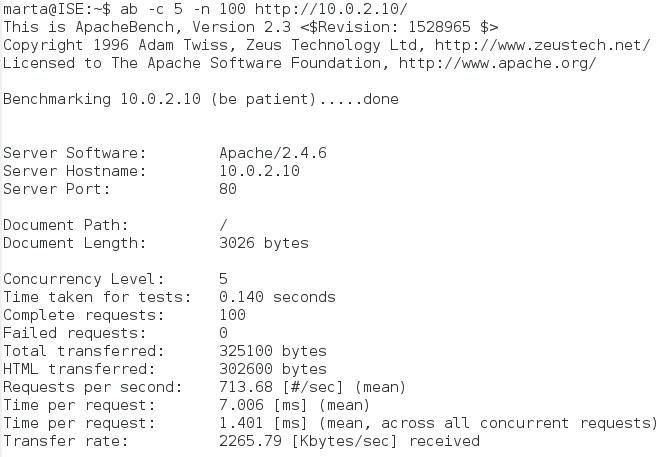 marta@ISE:~$ ab -c 5 -n 100 http://10.0.2.10/
This is ApacheBench, Version 2.3 <$Revision: 1528965 $>
Copyright 1996 Adam Twiss, Zeus Technology Ltd, http://www.zeustech.net/
Licensed to The Apache Software Foundation, http://www.apache.org/

Benchmarking 10.0.2.10 (be patient).....done


Server Software:        Apache/2.4.6
Server Hostname:        10.0.2.10
Server Port:            80

Document Path:          /
Document Length:        3026 bytes

Concurrency Level:      5
Time taken for tests:   0.140 seconds
Complete requests:      100
Failed requests:        0
Total transferred:      325100 bytes
HTML transferred:       302600 bytes
Requests per second:    713.68 [#/sec] (mean)
Time per request:       7.006 [ms] (mean)
Time per request:       1.401 [ms] (mean, across all concurrent requests)
Transfer rate:          2265.79 [Kbytes/sec] received